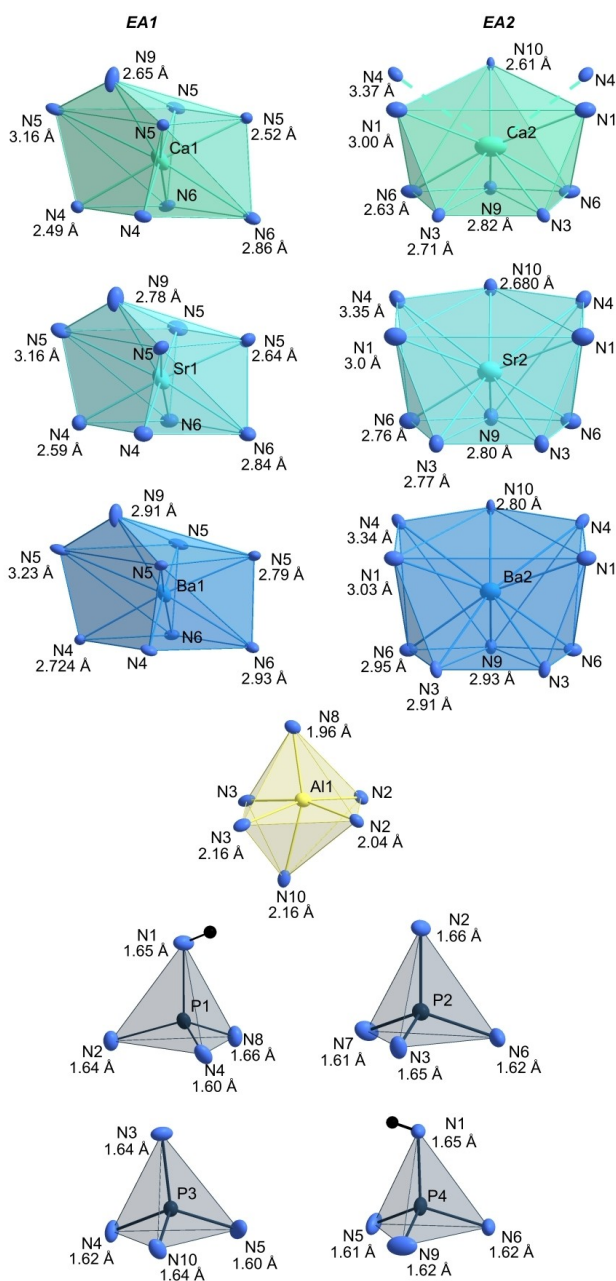 EA1 EA2
N9
2.65 Å
N5
N5
3.16 Å
N5
N5
2.52 Å
Ca1
N6
N4
2.49 Å
N4
N6
2.86 Å
N10
2.61 Å
N4
3.37 Å
N4
N1
3.00 Å
N1
Ca2
N6
2.63 Å
N6
N9
2.82 Å
N3
2.71 Å
N3
N9
2.78 Å
N5
N5
3.16 Å
N5
N5
2.64 Å
Sr1
N6
N4
2.59 Å
N4
N6
2.84 Å
N10
2.680 Å
N4
3.35 Å
N4
N1
3.0 Å
N1
Sr2
N6
2.76 Å
N6
N9
2.80 Å
N3
2.77 Å
N3
N9
2.91 Å
N5
N5
3.23 Å
N5
N5
2.79 Å
Ba1
N6
N4
2.724 Å
N4
N6
2.93 Å
N10
2.80 Å
N4
3.34 Å
N4
N1
3.03 Å
N1
Ba2
N6
2.95 Å
N6
N9
2.93 Å
N3
2.91 Å
N3
N8
1.96 Å
Al1
N3
N2
N3
2.16 Å
N2
2.04 Å
N10
2.16 Å
N1
1.65 Å
P1
N2
1.64 Å
N8
1.66 Å
N4
1.60 Å
N2
1.66 Å
P2
N7
1.61 Å
N3
1.65 Å
N6
1.62 Å
N3
1.64 Å
P3
N4
1.62 Å
N10
1.64 Å
N5
1.60 Å
N1
1.65 Å
P4
N5
1.61 Å
N9
1.62 Å
N6
1.62 Å